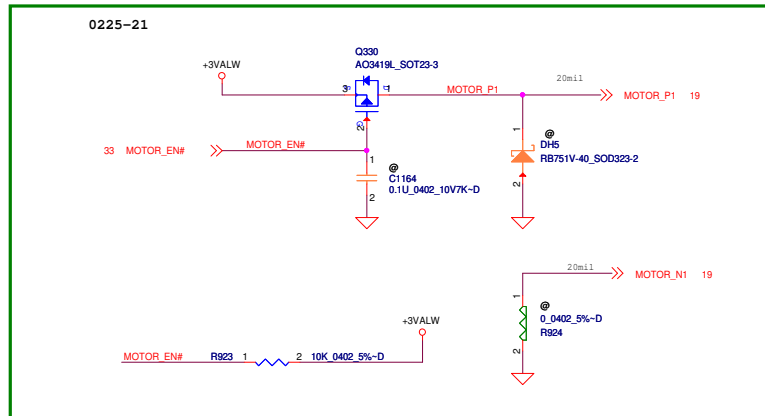 0225-21
Q330
AO3419L_SOT23-3
+3VALW
3
S
D
1
MOTOR_P1
20mil
MOTOR_P1 19
G
2
33 MOTOR_EN#
MOTOR_EN#
1
@
C1164
0.1U_0402_10V7K~D
2
1
@
DH5
RB751V-40_SOD323-2
2
20mil
MOTOR_N1 19
+3VALW
1
@
0_0402_5%~D
R924
2
MOTOR_EN#
R923 1
2 10K_0402_5%~D